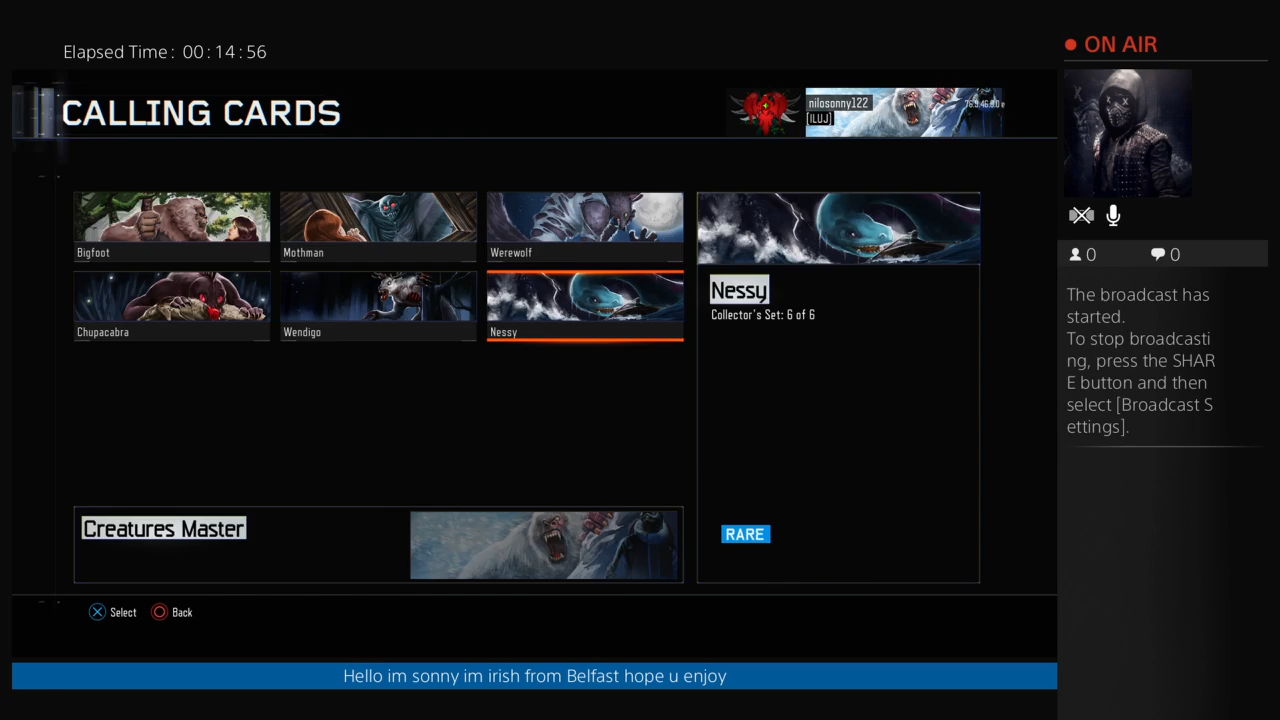 Elapsed Time: 00:14:56
ON AIR
CALLING CARDS
nilosonny122
[ILUJ]
Bigfoot
Mothman
Werewolf
Chupacabra
Wendigo
Nessy
Nessy
Collector's Set: 6 of 6
RARE
Creatures Master
Select
Back
0
0
The broadcast has
started.
To stop broadcasti
ng, press the SHAR
E button and then
select [Broadcast S
ettings].
Hello im sonny im irish from Belfast hope u enjoy